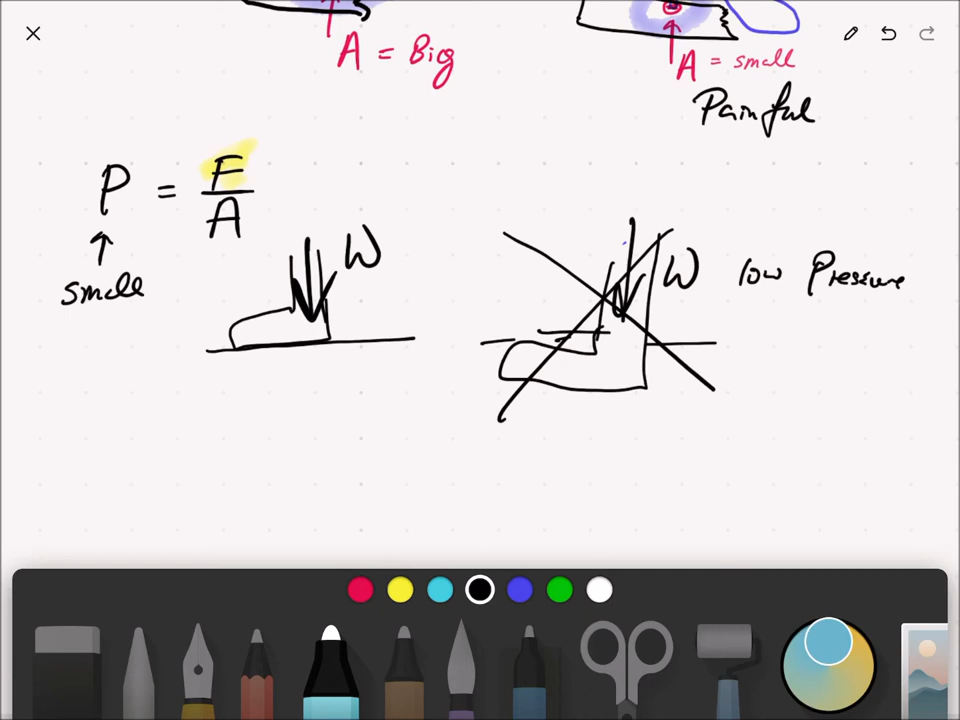 A = Big
A = small
Painful
P = F/A
small
W
W low Pressure